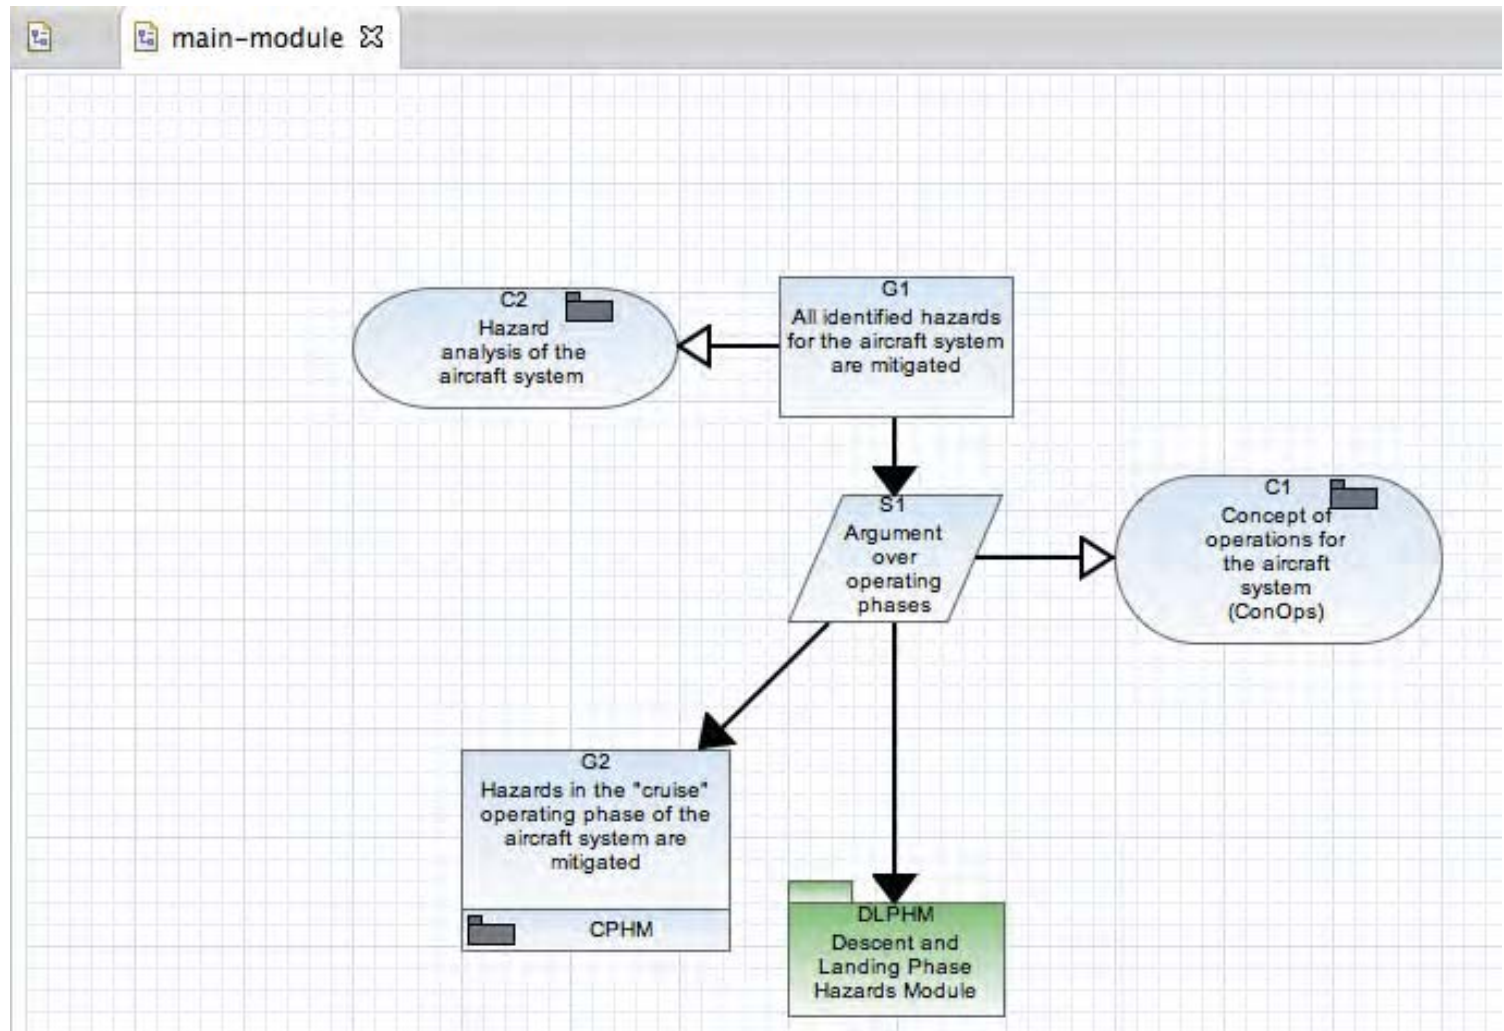 main-module
C2
Hazard
analysis of the
aircraft system
G1
All identified hazards
for the aircraft system
are mitigated
S1
Argument
over
operating
phases
C1
Concept of
operations for
the aircraft
system
(ConOps)
G2
Hazards in the "cruise"
operating phase of the
aircraft system are
mitigated
CPHM
DLPHM
Descent and
Landing Phase
Hazards Module